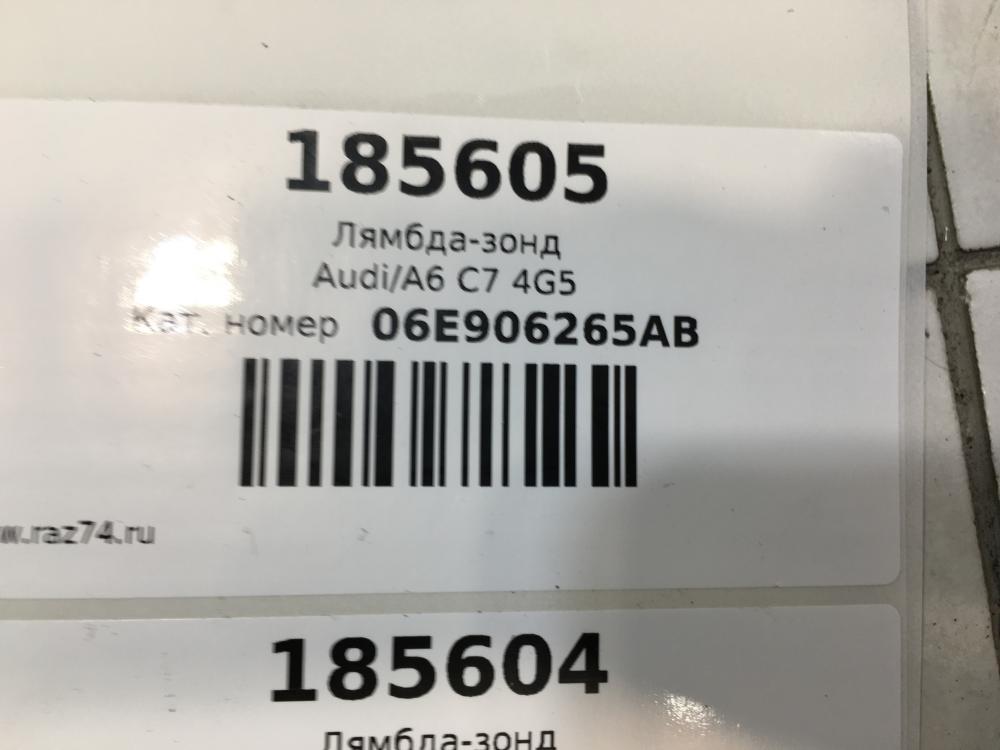 185605
Лямбда-зонд
Audi/A6 C7 4G5
Кат. номер 06E906265AB
w.raz74.ru
185604
Лямбда-зонд